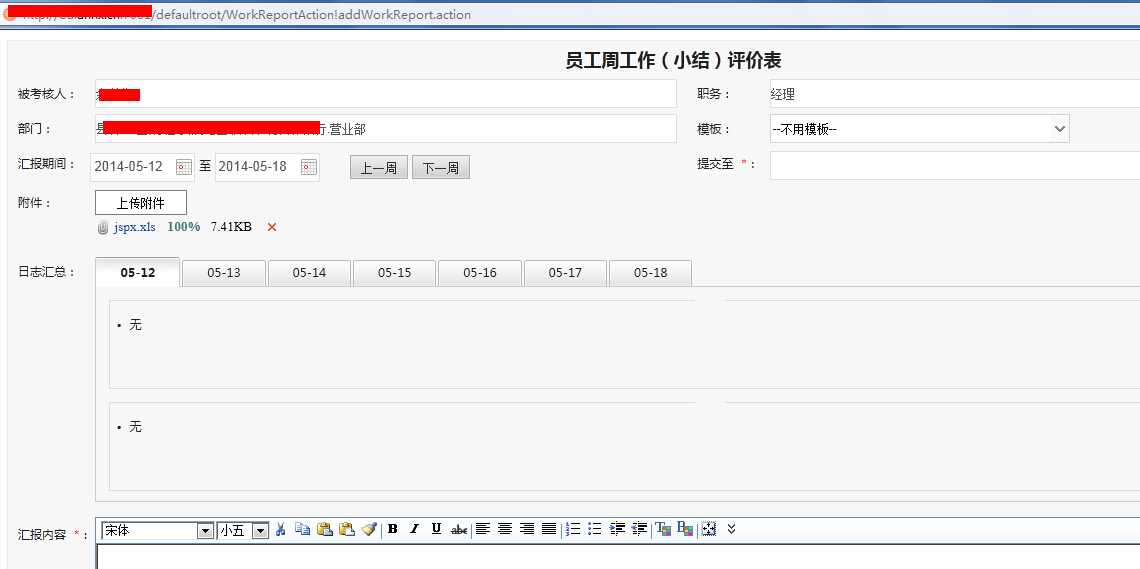 /defaultroot/WorkReportAction!addWorkReport.action
员工周工作（小结）评价表
被考核人： 职务： 经理
部门： 行.营业部 模板： --不用模板--
汇报期间： 2014-05-12 至 2014-05-18 上一周 下一周 提交至 *：
附件： 上传附件
jspx.xls 100% 7.41KB
日志汇总： 05-12 05-13 05-14 05-15 05-16 05-17 05-18
• 无
• 无
汇报内容 *： 宋体 小五 B I U abc